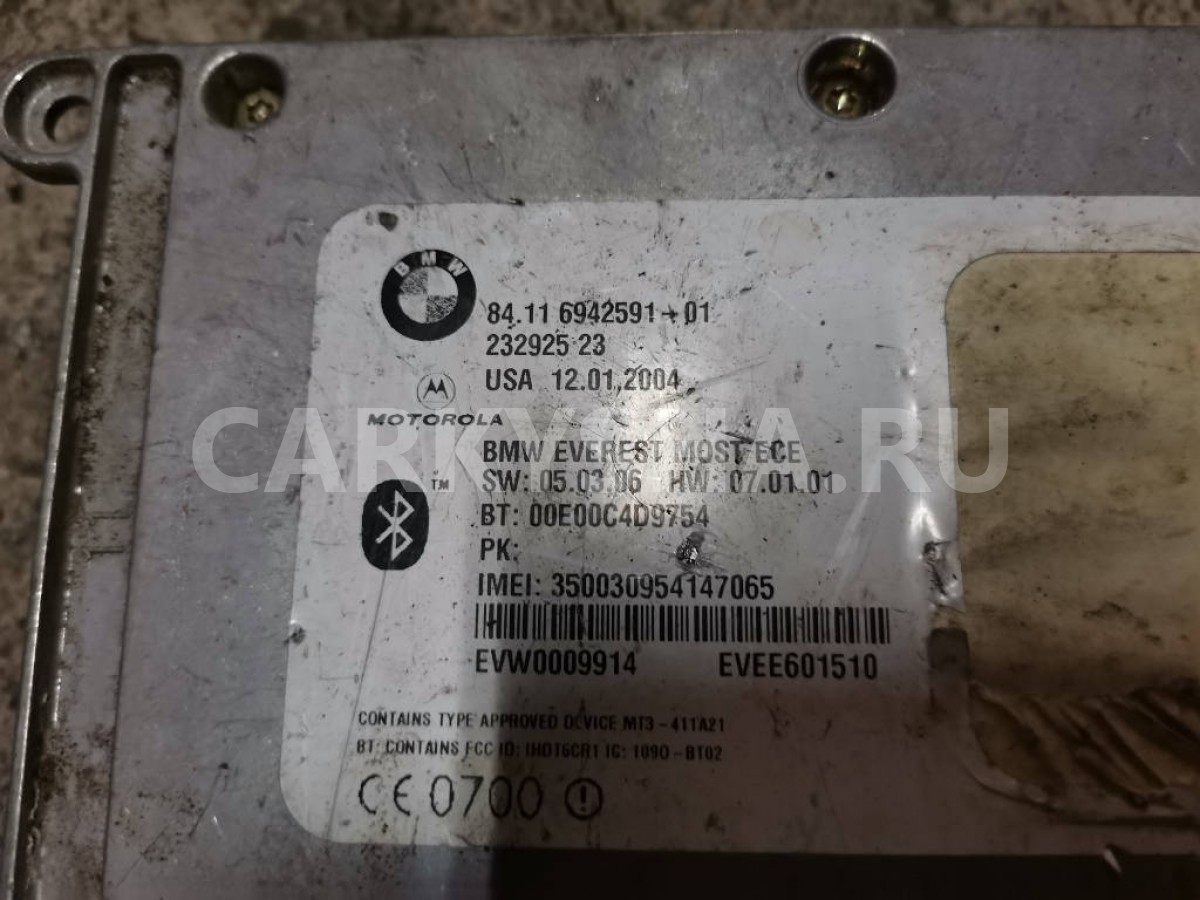 BMW
84.11 6942591-01
232925 23
USA 12.01.2004
MOTOROLA
CARKYSHA.RU
BMW EVEREST MOST ECE
SW: 05.03.06 HW: 07.01.01
TM
BT: 00E00C4D9754
PK:
IMEI: 350030954147065
EVW0009914 EVEE601510
CONTAINS TYPE APPROVED DEVICE MT3-411A21
BT: CONTAINS FCC ID: IHDT6CR1 IC: 1090-BT02
CE 0700